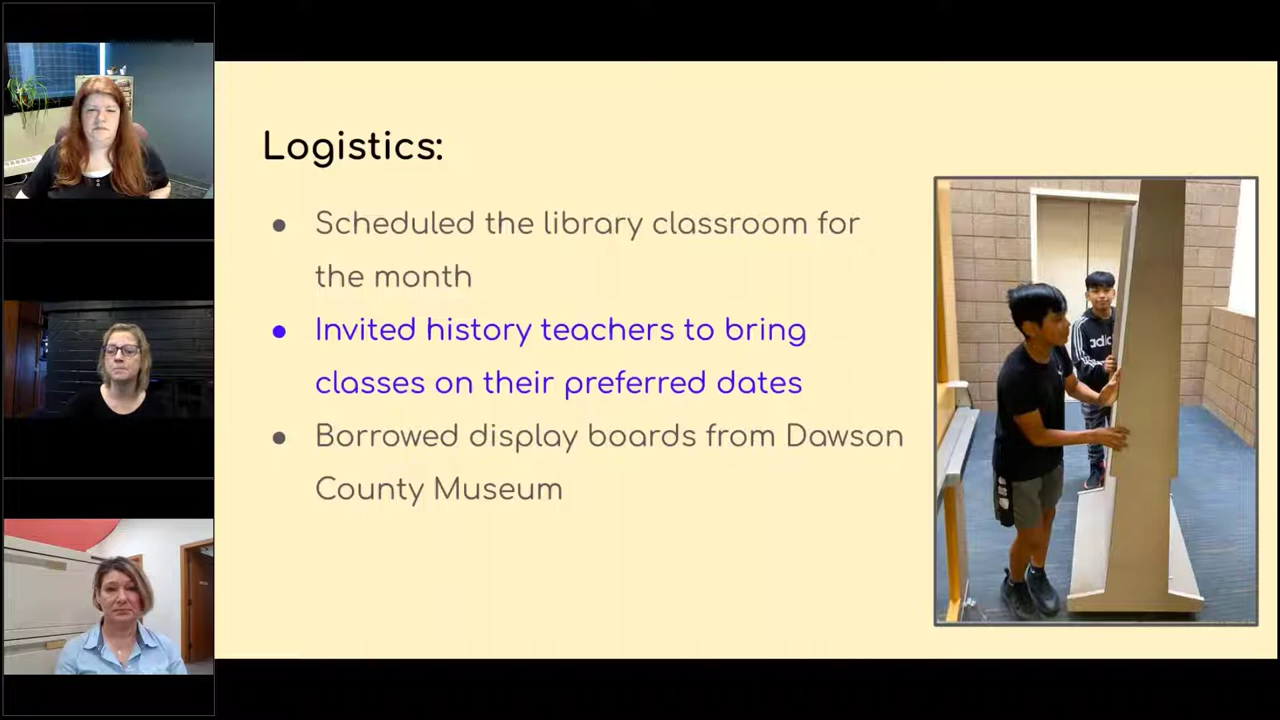 Logistics:
● Scheduled the library classroom for
the month
● Invited history teachers to bring
classes on their preferred dates
● Borrowed display boards from Dawson
County Museum
adi